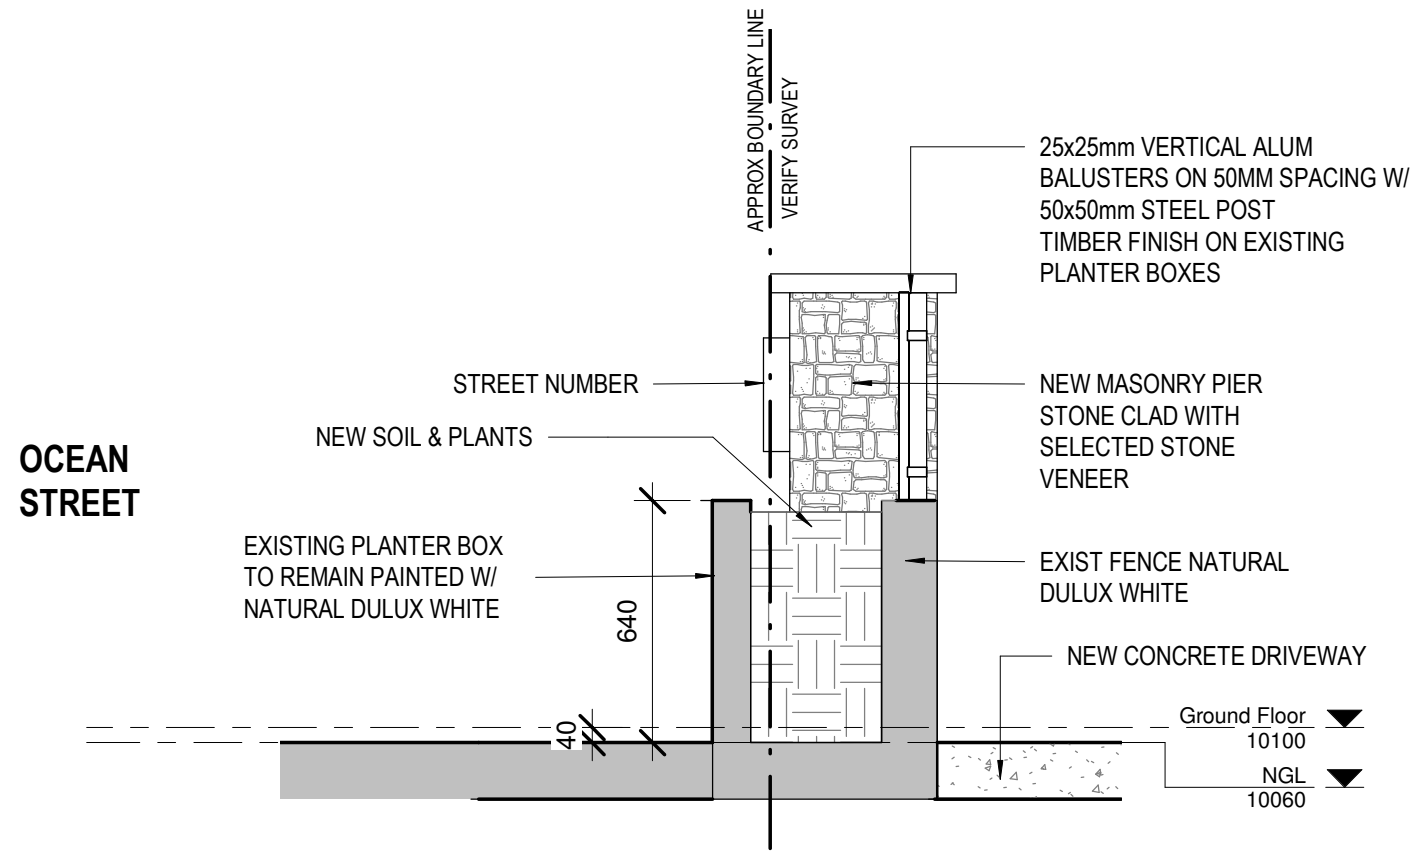 APPROX BOUNDARY LINE
VERIFY SURVEY
25x25mm VERTICAL ALUM
BALUSTERS ON 50MM SPACING W/
50x50mm STEEL POST
TIMBER FINISH ON EXISTING
PLANTER BOXES
STREET NUMBER
NEW SOIL & PLANTS
NEW MASONRY PIER
STONE CLAD WITH
SELECTED STONE
VENEER
OCEAN
STREET
EXISTING PLANTER BOX
TO REMAIN PAINTED W/
NATURAL DULUX WHITE
640
40
EXIST FENCE NATURAL
DULUX WHITE
NEW CONCRETE DRIVEWAY
Ground Floor
10100
NGL
10060